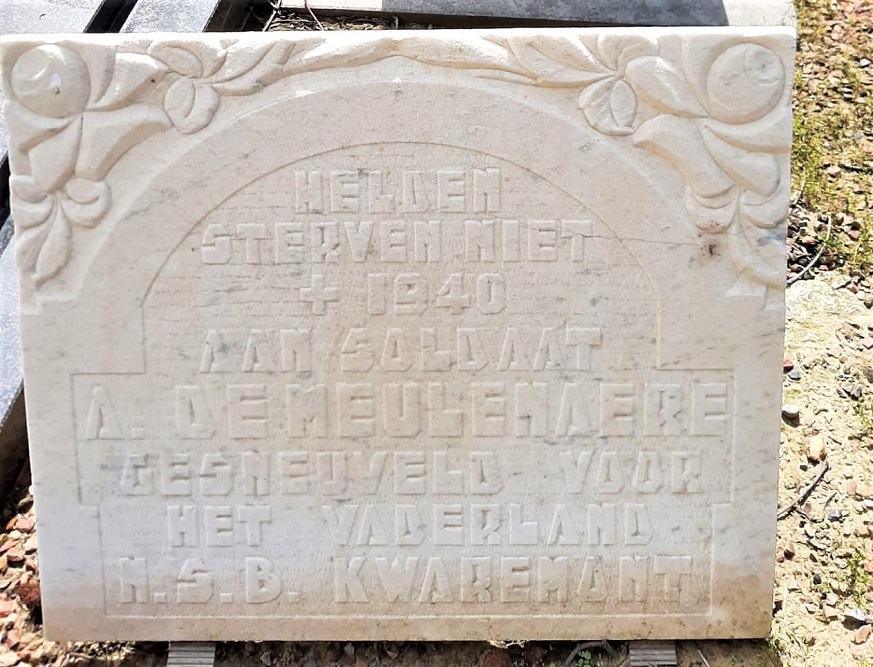 HELDEN
STERVEN NIET
+ 1940
AAN SOLDAAT
A. DEMEULENAERE
GESNEUVELD VOOR
HET VADERLAND
N.S.B. KWAREMONT